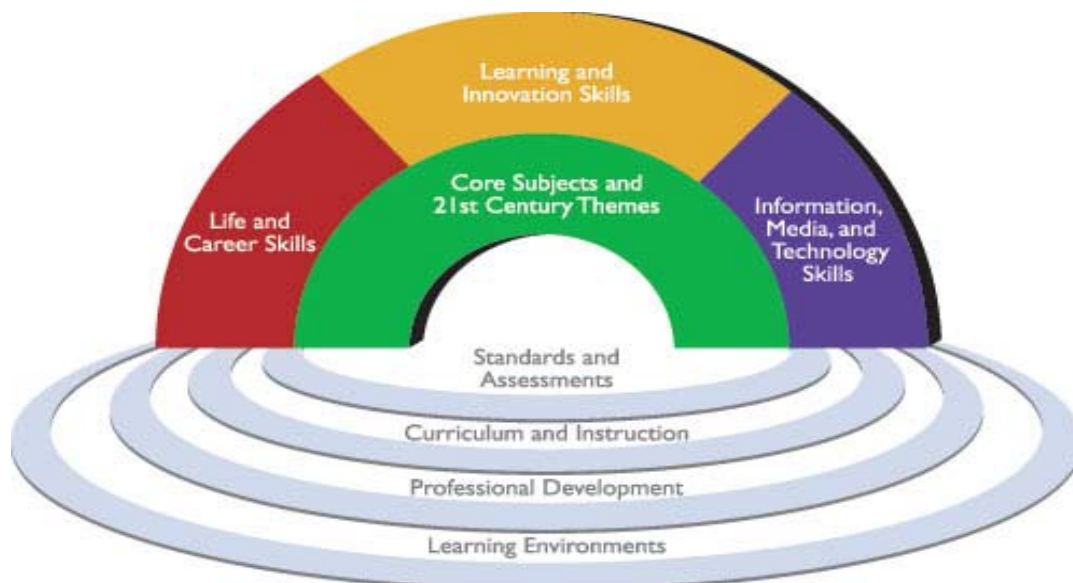 Learning and
Innovation Skills
Core Subjects and
21st Century Themes
Life and
Career Skills
Information,
Media, and
Technology
Skills
Standards and
Assessments
Curriculum and Instruction
Professional Development
Learning Environments